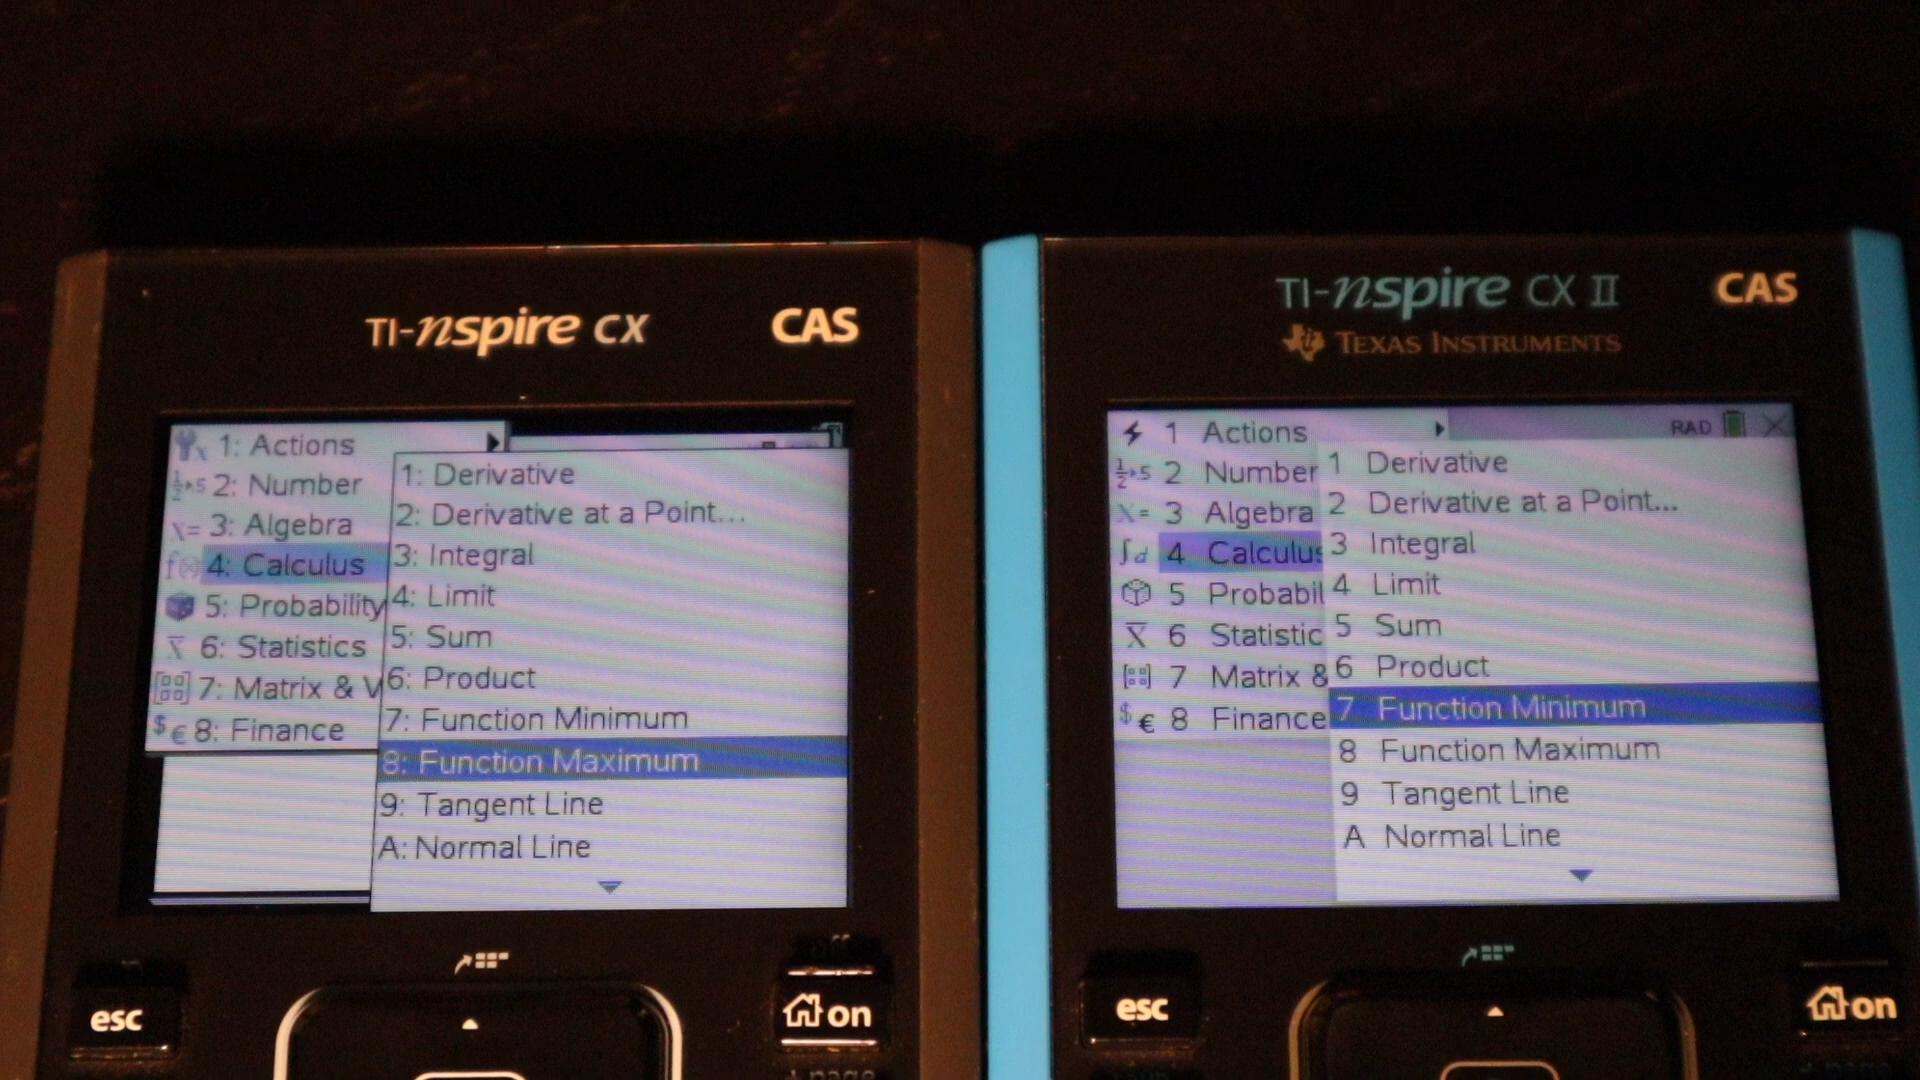 TI-nspire CX CAS
1: Actions
2: Number
3: Algebra
4: Calculus
5: Probability
6: Statistics
7: Matrix & V
8: Finance
1: Derivative
2: Derivative at a Point...
3: Integral
4: Limit
5: Sum
6: Product
7: Function Minimum
8: Function Maximum
9: Tangent Line
A: Normal Line
esc
on
TI-nspire CX II CAS
TEXAS INSTRUMENTS
RAD
1 Actions
2 Number
3 Algebra
4 Calculus
5 Probabil
6 Statistic
7 Matrix &
8 Finance
1 Derivative
2 Derivative at a Point...
3 Integral
4 Limit
5 Sum
6 Product
7 Function Minimum
8 Function Maximum
9 Tangent Line
A Normal Line
esc
on